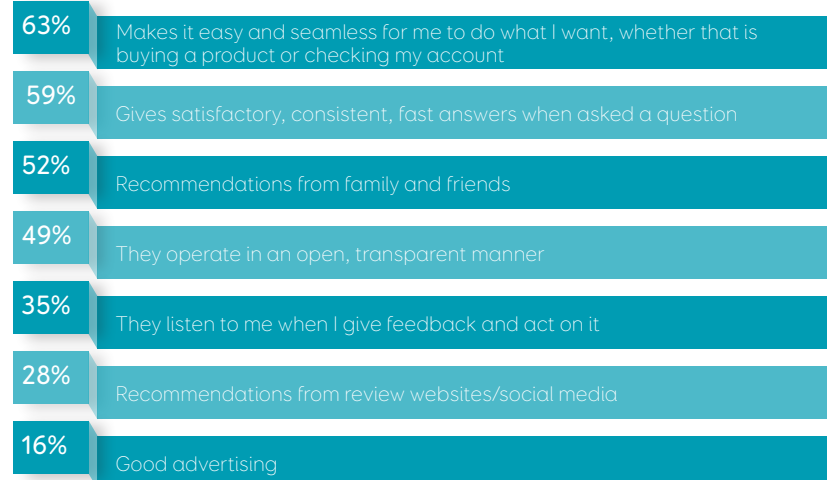 63%
Makes it easy and seamless for me to do what I want, whether that is
buying a product or checking my account
59%
Gives satisfactory, consistent, fast answers when asked a question
52%
Recommendations from family and friends
49%
They operate in an open, transparent manner
35%
They listen to me when I give feedback and act on it
28%
Recommendations from review websites/social media
16%
Good advertising